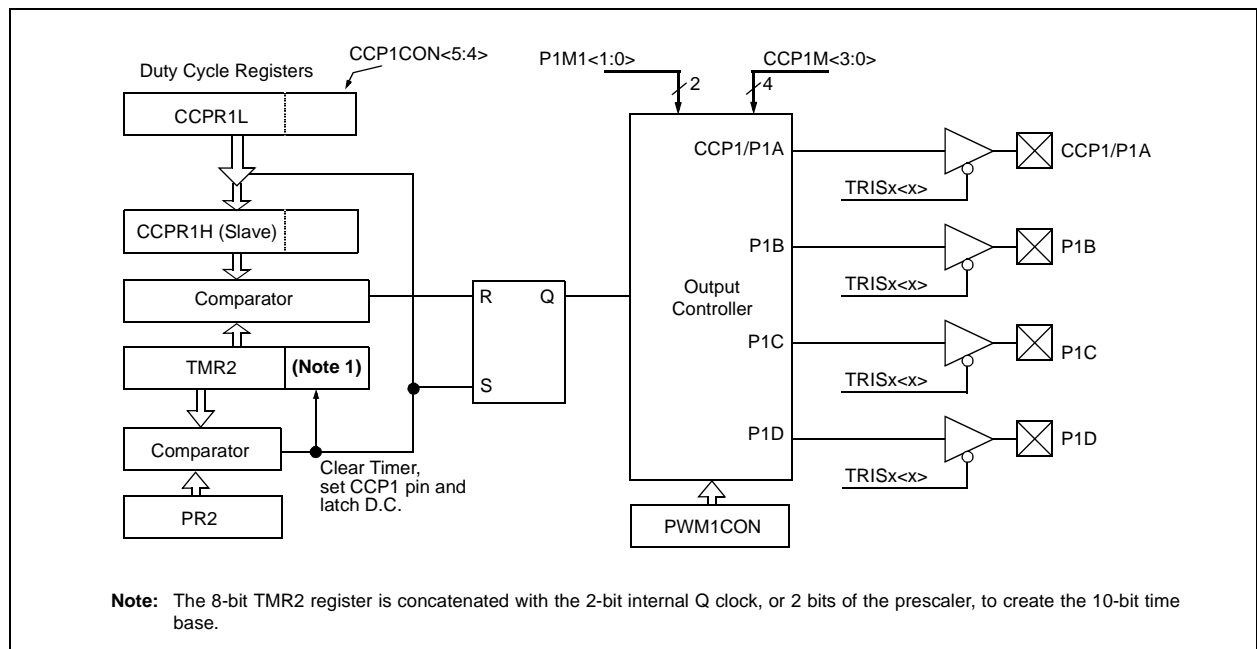 CCP1CON<5:4>
Duty Cycle Registers
CCPR1L
CCPR1H (Slave)
Comparator
TMR2
(Note 1)
Comparator
PR2
Clear Timer,
set CCP1 pin and
latch D.C.
R
Q
S
P1M1<1:0>
2
CCP1M<3:0>
4
Output
Controller
CCP1/P1A
P1B
P1C
P1D
PWM1CON
TRISx<x>
CCP1/P1A
TRISx<x>
P1B
TRISx<x>
P1C
TRISx<x>
P1D
Note: The 8-bit TMR2 register is concatenated with the 2-bit internal Q clock, or 2 bits of the prescaler, to create the 10-bit time
base.